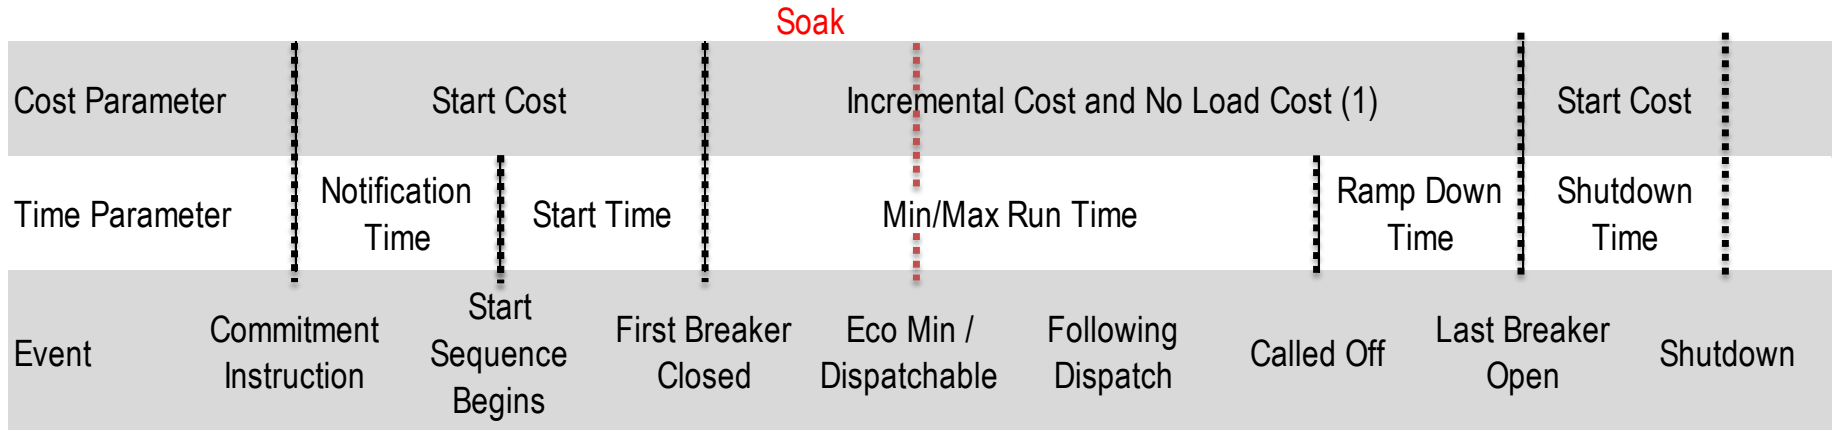 Soak
Cost Parameter
Start Cost
Incremental Cost and No Load Cost (1)
Start Cost
Time Parameter
Notification
Time
Start Time
Min/Max Run Time
Ramp Down
Time
Shutdown
Time
Event
Commitment
Instruction
Start
Sequence
Begins
First Breaker
Closed
Eco Min /
Dispatchable
Following
Dispatch
Called Off
Last Breaker
Open
Shutdown